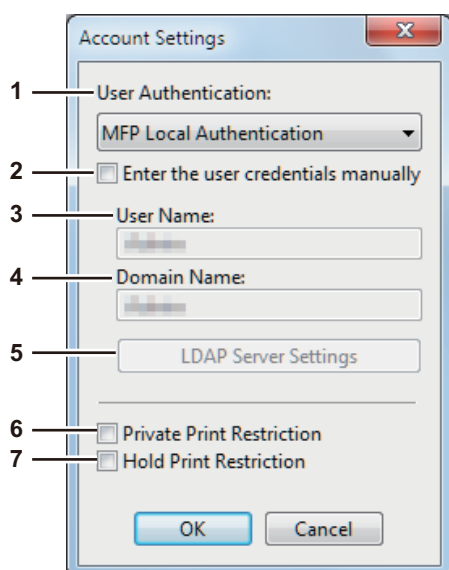 Account Settings
1 User Authentication:
MFP Local Authentication
2 Enter the user credentials manually
3 User Name:
4 Domain Name:
5 LDAP Server Settings
6 Private Print Restriction
7 Hold Print Restriction
OK Cancel